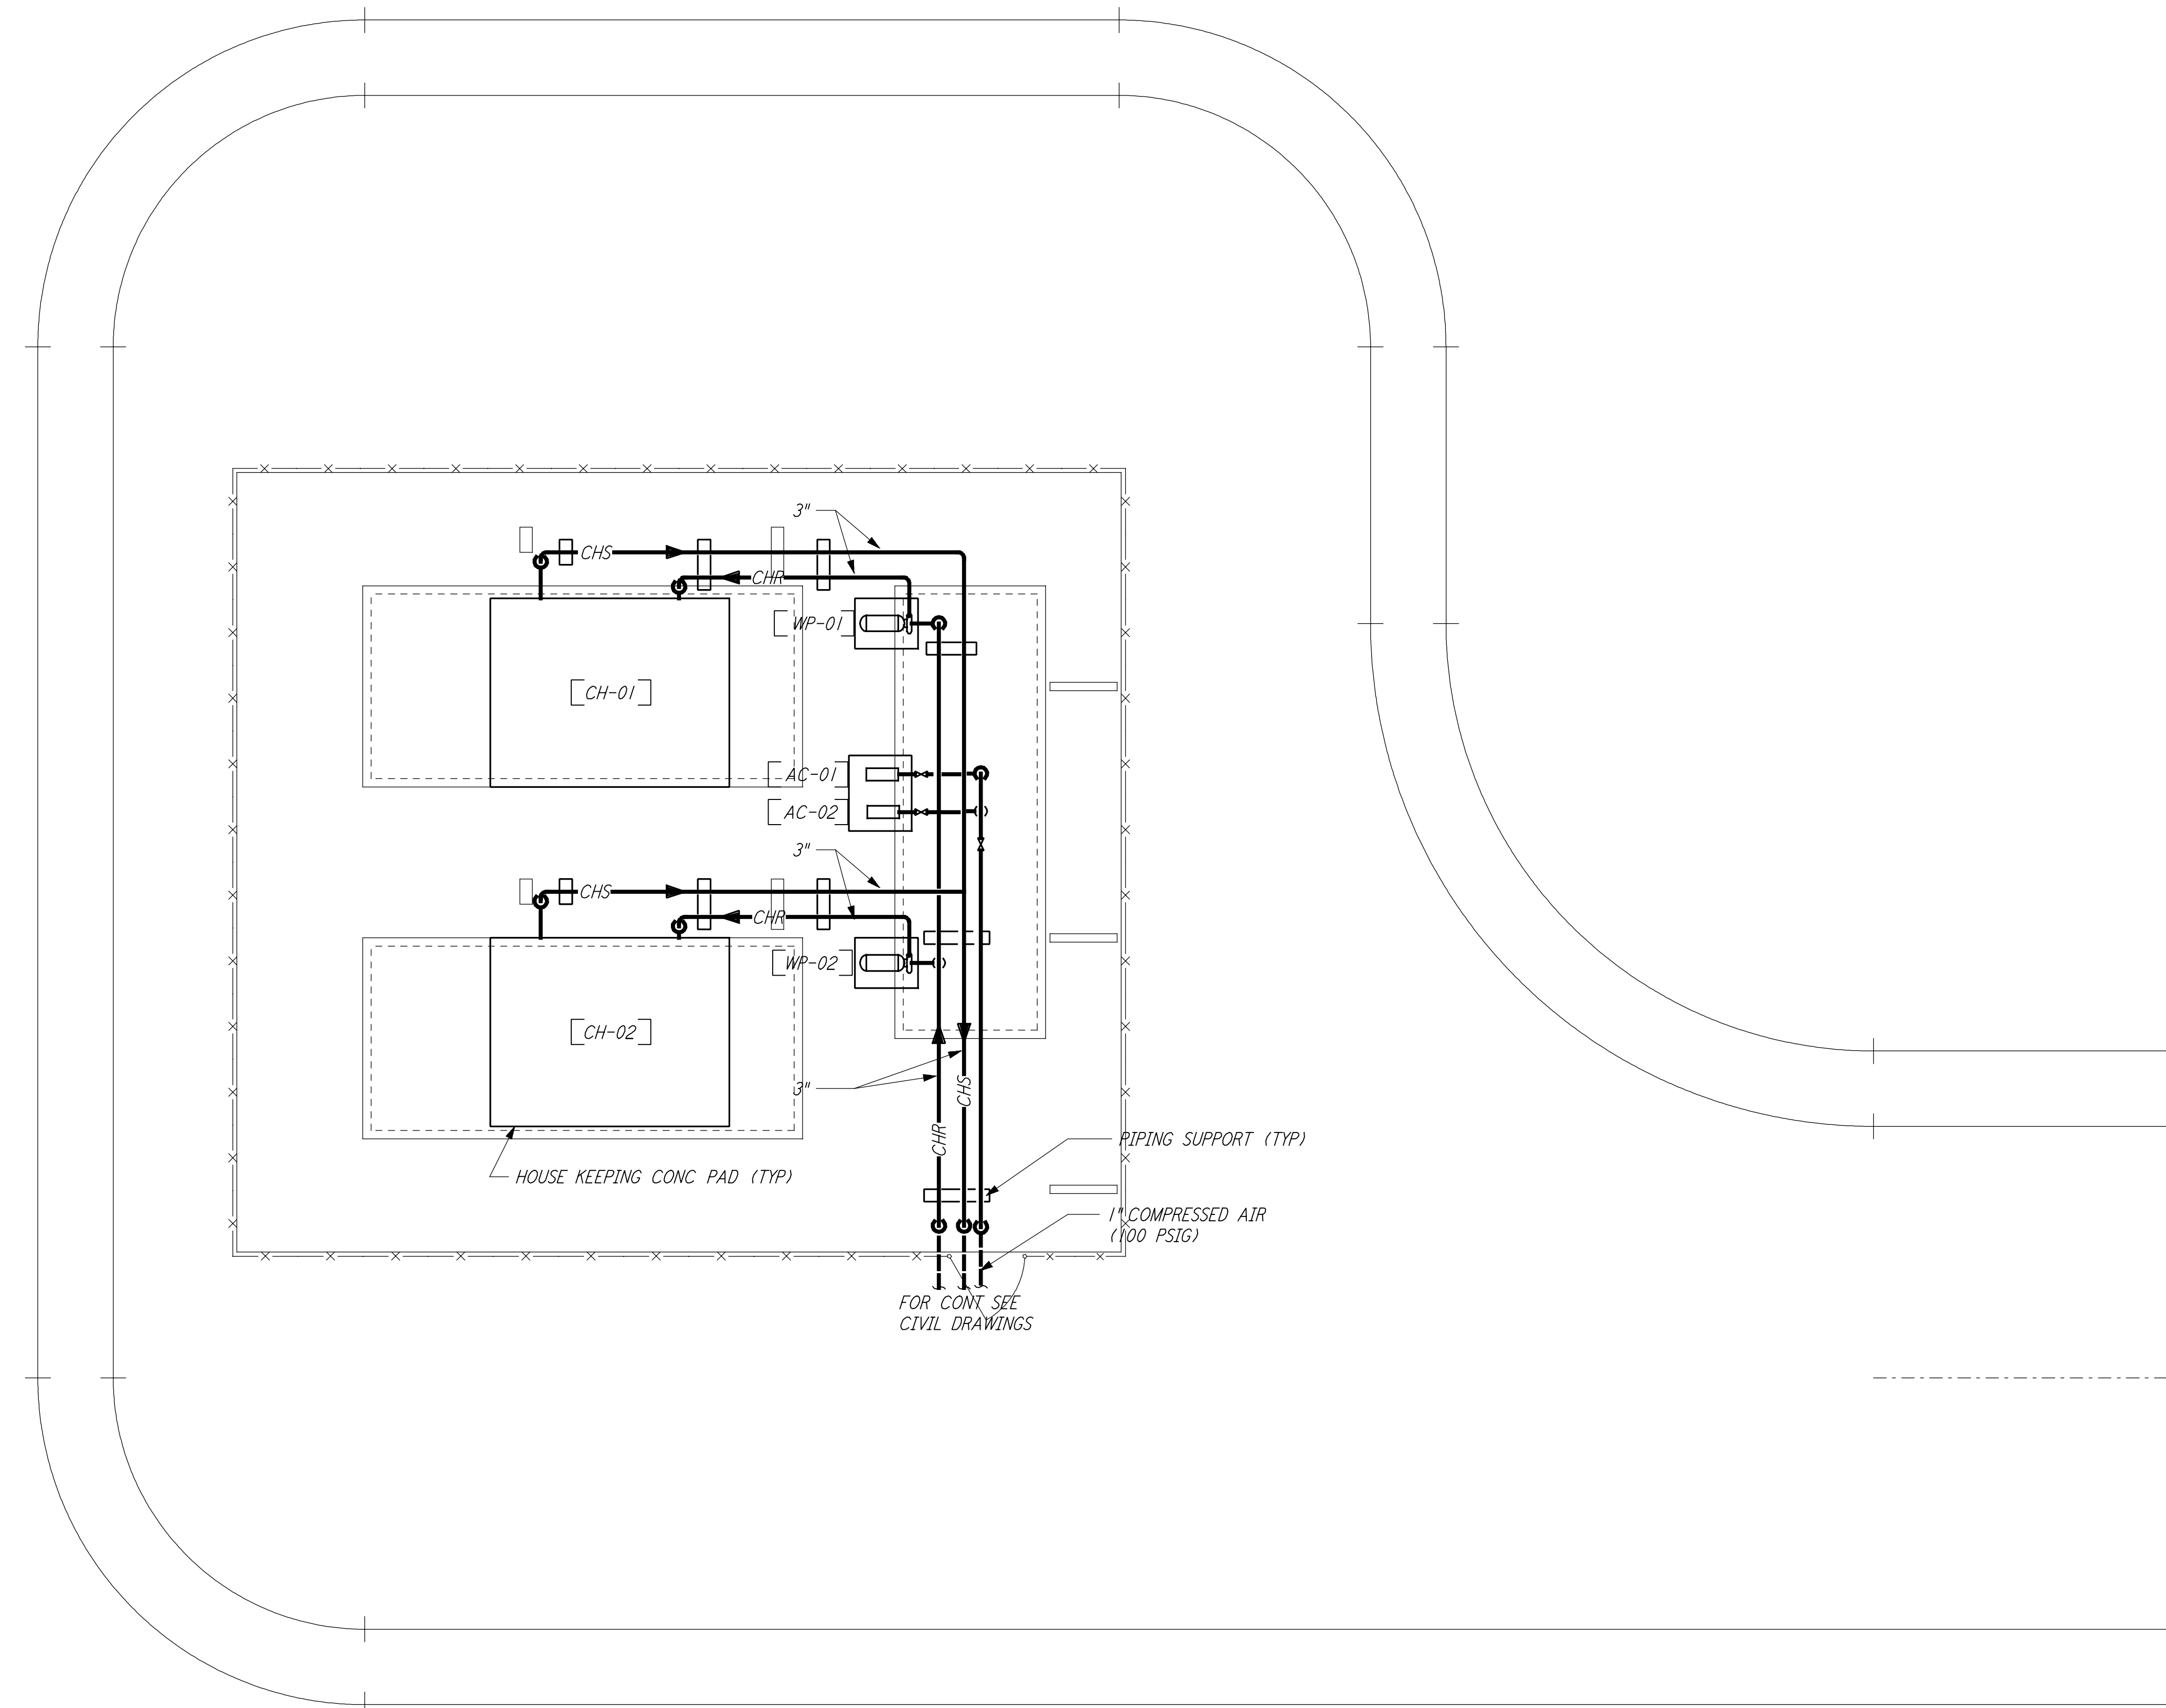 3"
CHS
CHR
WP-01
CH-01
AC-01
AC-02
3"
CHS
CHR
WP-02
CH-02
3"
CHS
CHR
PIPING SUPPORT (TYP)
HOUSE KEEPING CONC PAD (TYP)
1" COMPRESSED AIR
(100 PSIG)
FOR CONT SEE
CIVIL DRAWINGS